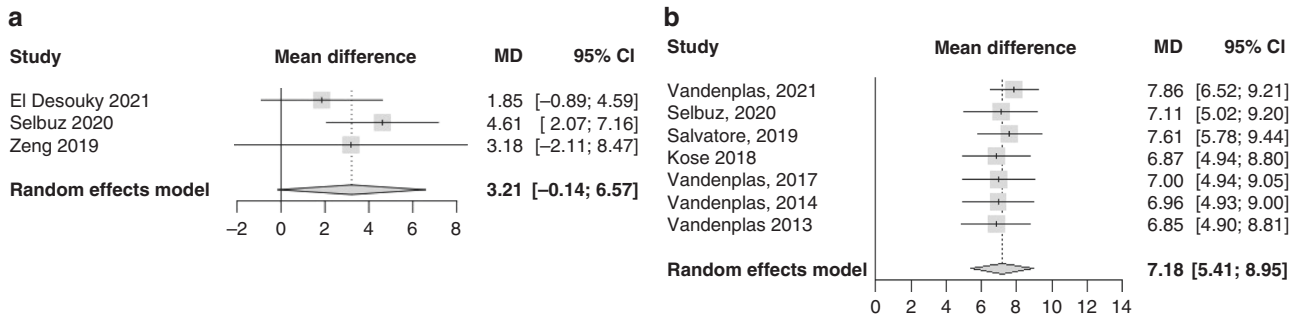 a
Study Mean difference MD 95% CI
El Desouky 2021 1.85 [–0.89; 4.59]
Selbuz 2020 4.61 [ 2.07; 7.16]
Zeng 2019 3.18 [–2.11; 8.47]
Random effects model 3.21 [–0.14; 6.57]
–2 0 2 4 6 8
b
Study Mean difference MD 95% CI
Vandenplas, 2021 7.86 [6.52; 9.21]
Selbuz, 2020 7.11 [5.02; 9.20]
Salvatore, 2019 7.61 [5.78; 9.44]
Kose 2018 6.87 [4.94; 8.80]
Vandenplas, 2017 7.00 [4.94; 9.05]
Vandenplas, 2014 6.96 [4.93; 9.00]
Vandenplas 2013 6.85 [4.90; 8.81]
Random effects model 7.18 [5.41; 8.95]
0 2 4 6 8 10 12 14